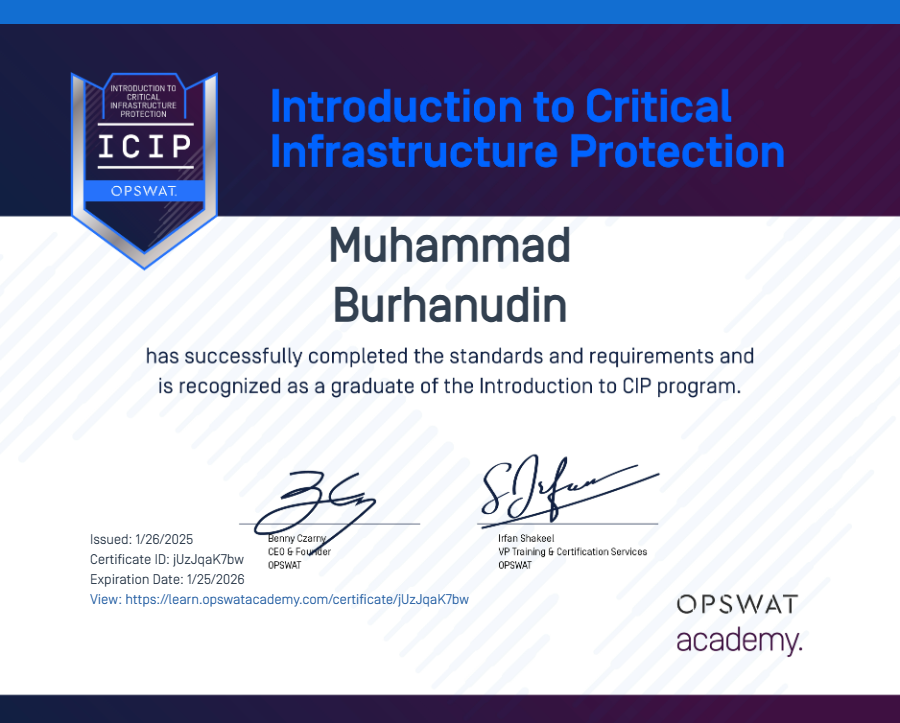 INTRODUCTION TO
CRITICAL
INFRASTRUCTURE
PROTECTION
ICIP
OPSWAT.
Introduction to Critical
Infrastructure Protection
Muhammad
Burhanudin
has successfully completed the standards and requirements and
is recognized as a graduate of the Introduction to CIP program.
Issued: 1/26/2025
Certificate ID: jUzJqaK7bw
Expiration Date: 1/25/2026
View: https://learn.opswatacademy.com/certificate/jUzJqaK7bw
Benny Czarny
CEO & Founder
OPSWAT
Irfan Shakeel
VP Training & Certification Services
OPSWAT
OPSWAT
academy.